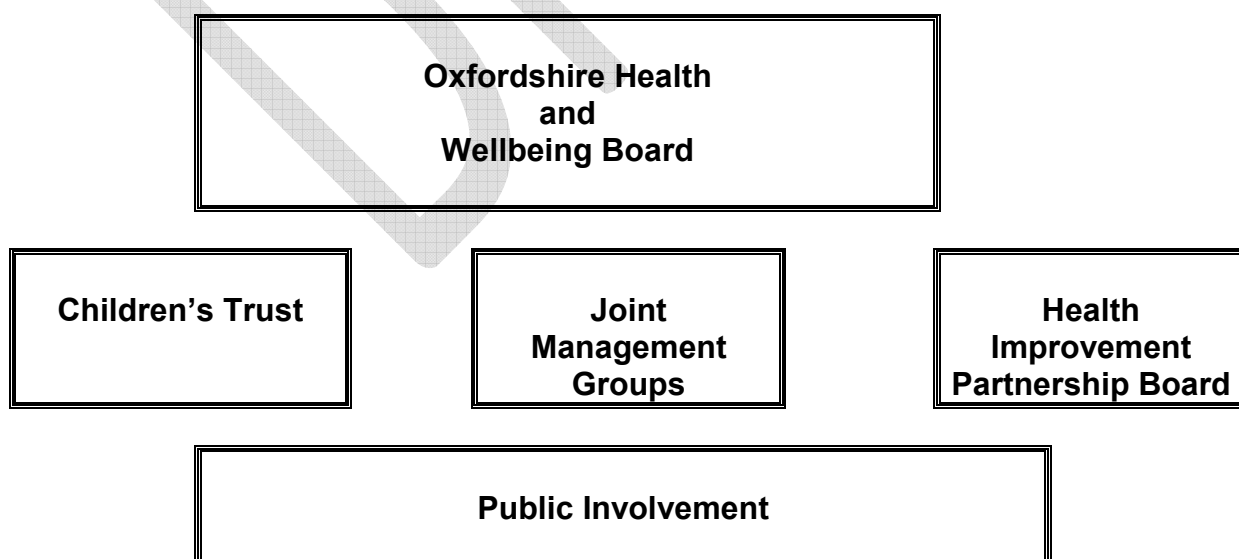 Oxfordshire Health
and
Wellbeing Board
Children’s Trust
Joint
Management
Groups
Health
Improvement
Partnership Board
Public Involvement